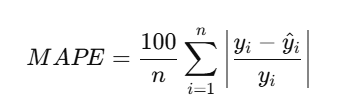 MAPE = \frac{100}{n} \sum_{i=1}^{n} \left| \frac{y_i - \hat{y}_i}{y_i} \right|